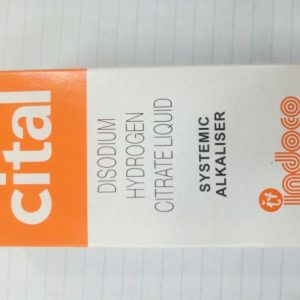 cital
DISODIUM
HYDROGEN
CITRATE LIQUID
SYSTEMIC
ALKALISER
indoco